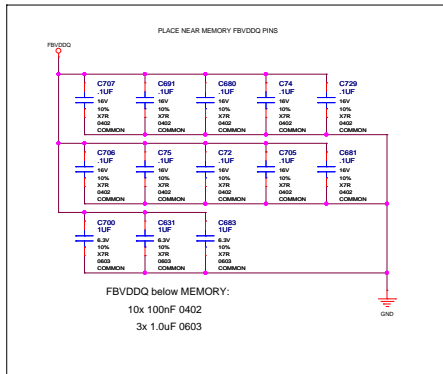 PLACE NEAR MEMORY FBVDDQ PINS
FBVDDQ
C707 C691 C680 C74 C729
.1UF .1UF .1UF .1UF .1UF
16V 16V 16V 16V 16V
10% 10% 10% 10% 10%
X7R X7R X7R X7R X7R
0402 0402 0402 0402 0402
COMMON COMMON COMMON COMMON COMMON
C706 C75 C72 C705 C681
.1UF .1UF .1UF .1UF .1UF
16V 16V 16V 16V 16V
10% 10% 10% 10% 10%
X7R X7R X7R X7R X7R
0402 0402 0402 0402 0402
COMMON COMMON COMMON COMMON COMMON
C700 C631 C683
1UF 1UF 1UF
6.3V 6.3V 6.3V
10% 10% 10%
X7R X7R X7R
0603 0603 0603
COMMON COMMON COMMON
FBVDDQ below MEMORY:
10x 100nF 0402
3x 1.0uF 0603
GND